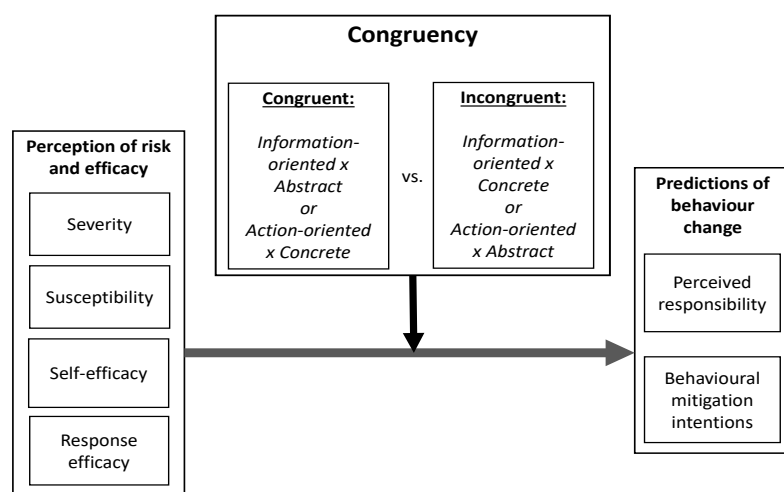 Congruency
Congruent:
Information-
oriented x
Abstract
or
Action-oriented
x Concrete
vs.
Incongruent:
Information-
oriented x
Concrete
or
Action-oriented
x Abstract
Perception of risk
and efficacy
Severity
Susceptibility
Self-efficacy
Response
efficacy
Predictions of
behaviour
change
Perceived
responsibility
Behavioural
mitigation
intentions